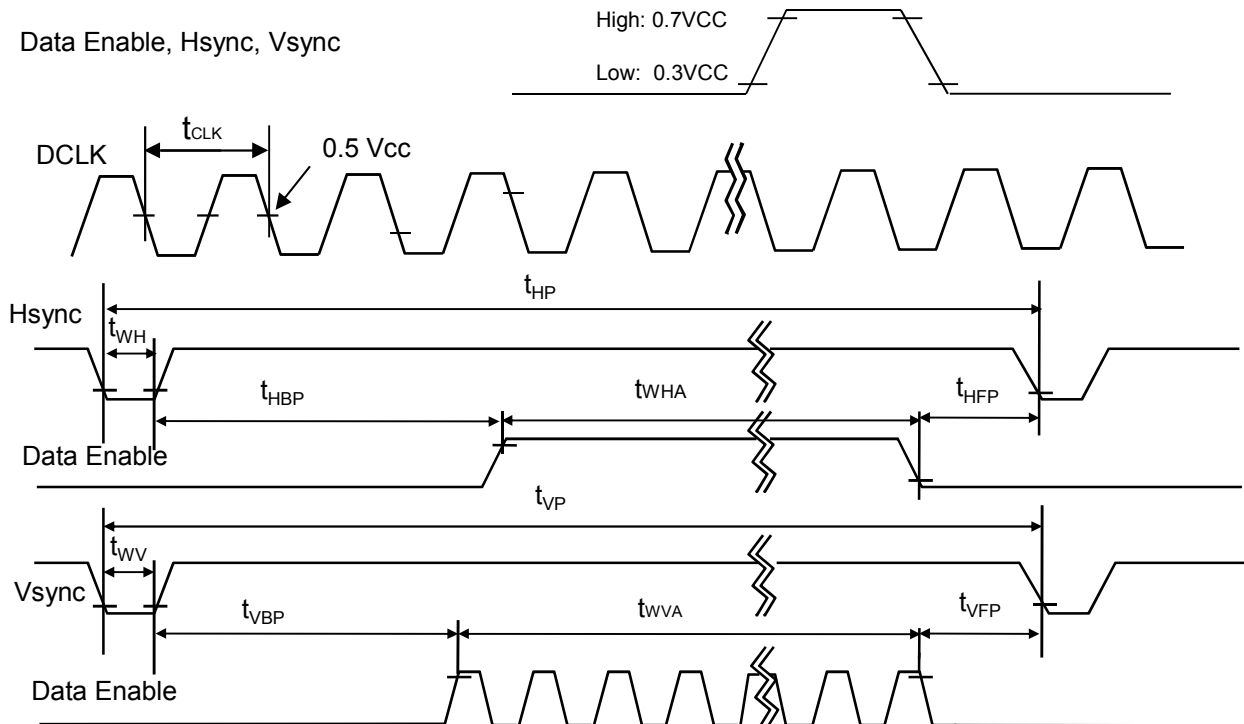 High: 0.7VCC
Data Enable, Hsync, Vsync
Low: 0.3VCC
tCLK
DCLK
0.5 Vcc
tHP
Hsync
tWH
tHBP
tWHA
tHFP
Data Enable
tVP
tWV
Vsync
tVBP
tWVA
tVFP
Data Enable